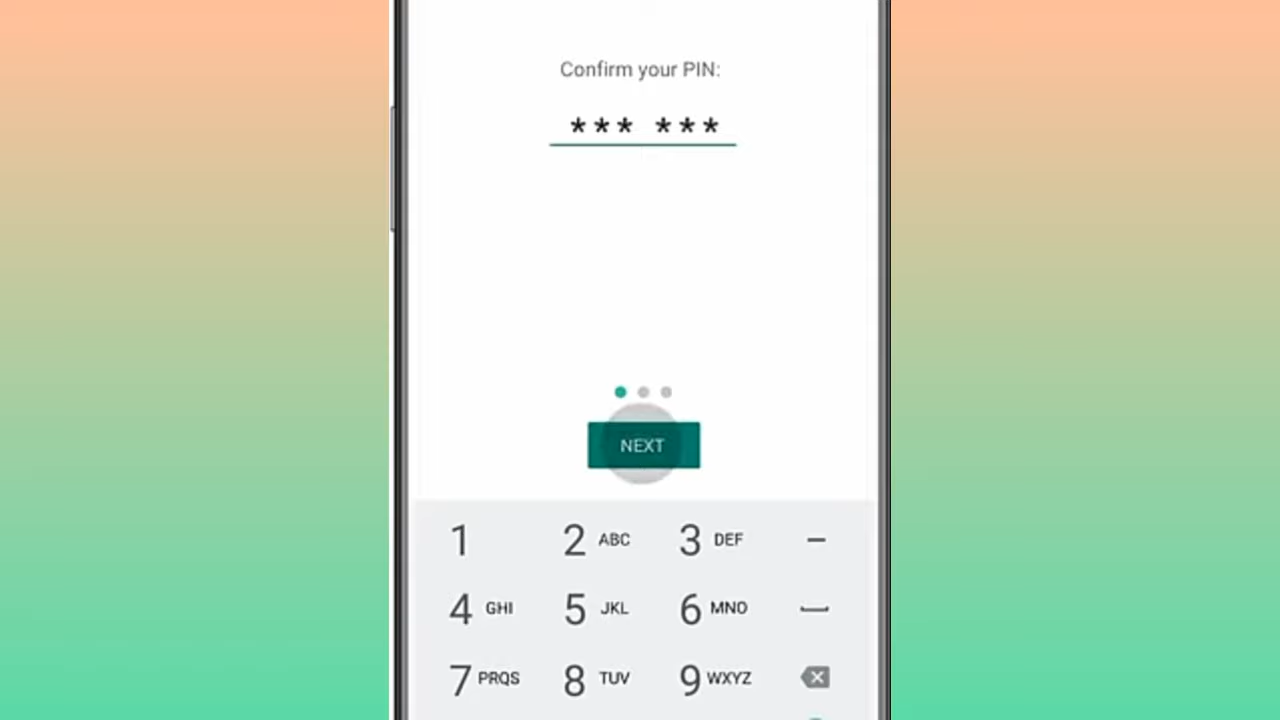 Confirm your PIN:
*** ***
NEXT
1 2 ABC 3 DEF –
4 GHI 5 JKL 6 MNO
7 PRQS 8 TUV 9 WXYZ